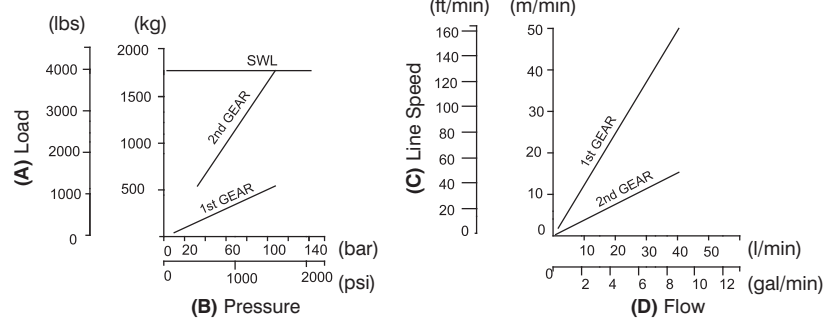 (lbs)
(kg)
(A) Load
4000
3000
2000
1000
0
2000
1500
1000
500
SWL
2nd GEAR
1st GEAR
0 20 60 100 140 (bar)
0 1000 2000 (psi)
(B) Pressure
(ft/min)
(m/min)
(C) Line Speed
160
140
120
100
80
60
40
20
0
50
40
30
20
10
0
1st GEAR
2nd GEAR
10 20 30 40 50 (l/min)
0 2 4 6 8 10 12 (gal/min)
(D) Flow